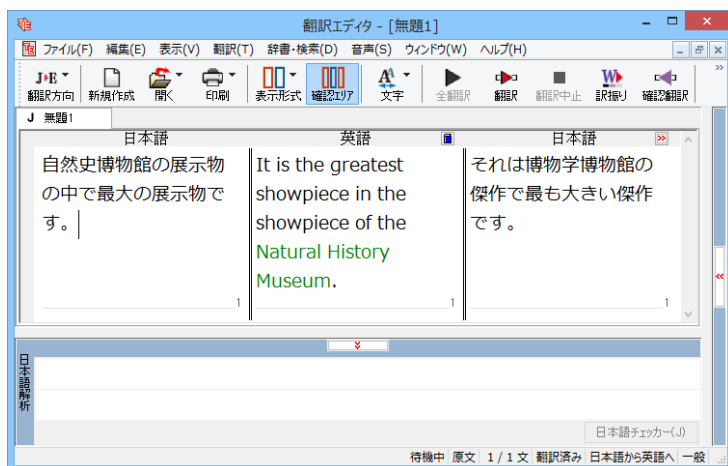 翻訳エディタ - [無題1]
ファイル(F) 編集(E) 表示(V) 翻訳(T) 辞書・検索(D) 音声(S) ウィンドウ(W) ヘルプ(H)
J▸E
翻訳方向 新規作成 開く 印刷 表示形式 確認エリア 文字 全翻訳 翻訳 翻訳中止 訳振り 確認翻訳
J 無題1
日本語 英語 日本語
自然史博物館の展示物
の中で最大の展示物で
す。
1
It is the greatest
showpiece in the
showpiece of the
Natural History
Museum.
1
それは博物学博物館の
傑作で最も大きい傑作
です。
1
日本語解析
日本語チェッカー(J)
待機中 原文 1 / 1 文 翻訳済み 日本語から英語へ 一般